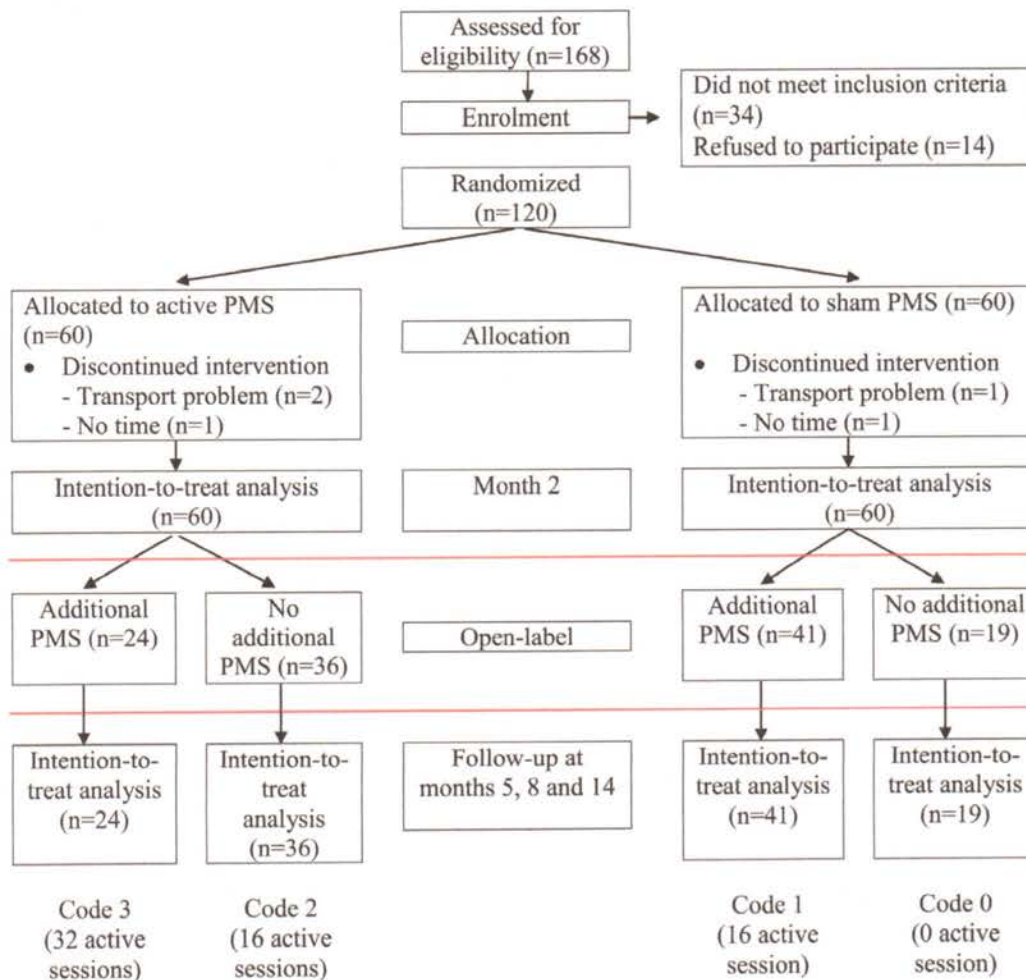 Assessed for
eligibility (n=168)
Enrolment
Did not meet inclusion criteria
(n=34)
Refused to participate (n=14)
Randomized
(n=120)
Allocated to active PMS
(n=60)
• Discontinued intervention
- Transport problem (n=2)
- No time (n=1)
Allocation
Allocated to sham PMS (n=60)
• Discontinued intervention
- Transport problem (n=1)
- No time (n=1)
Intention-to-treat analysis
(n=60)
Month 2
Intention-to-treat analysis
(n=60)
Additional
PMS (n=24)
No
additional
PMS (n=36)
Open-label
Additional
PMS (n=41)
No additional
PMS (n=19)
Intention-to-
treat analysis
(n=24)
Intention-to-
treat
analysis
(n=36)
Follow-up at
months 5, 8 and 14
Intention-to-
treat analysis
(n=41)
Intention-to-
treat analysis
(n=19)
Code 3
(32 active
sessions)
Code 2
(16 active
sessions)
Code 1
(16 active
session)
Code 0
(0 active
session)